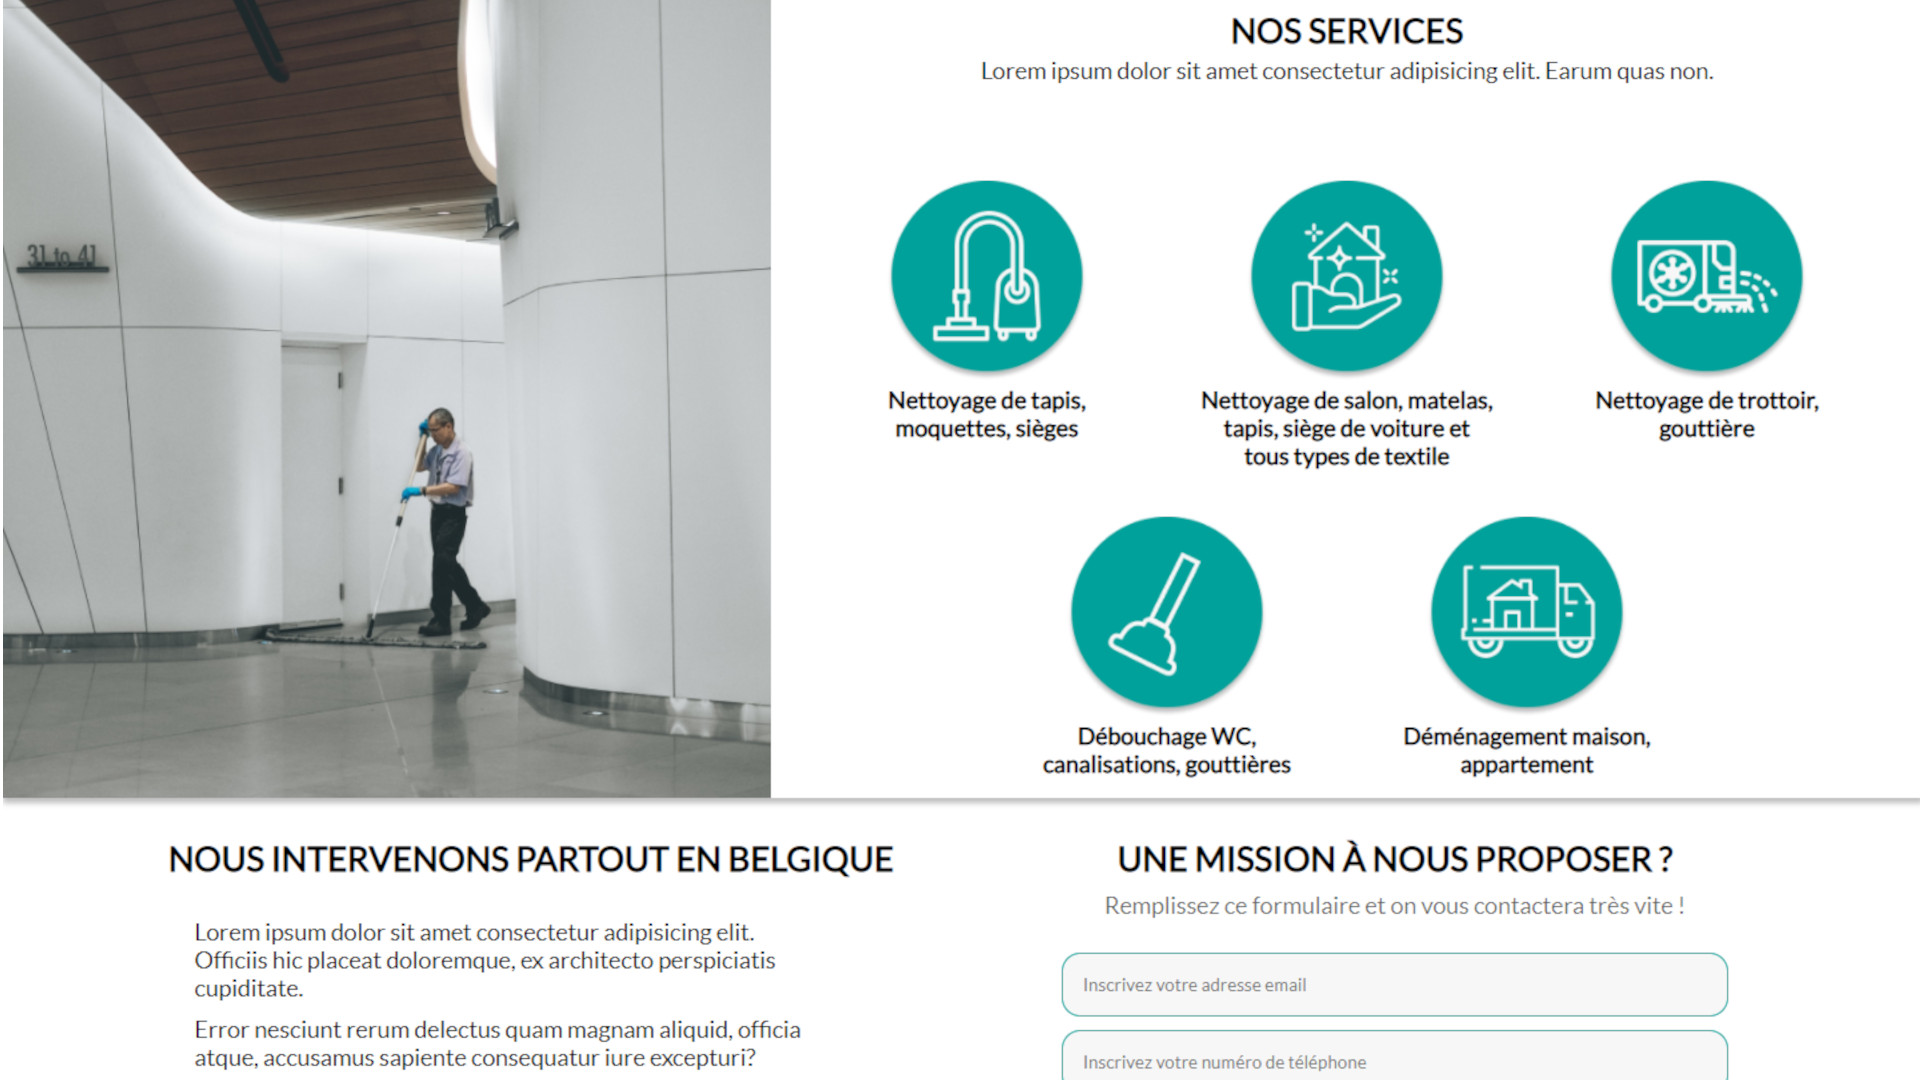 31 to 41
NOS SERVICES
Lorem ipsum dolor sit amet consectetur adipisicing elit. Earum quas non.
Nettoyage de tapis,
moquettes, sièges
Nettoyage de salon, matelas,
tapis, siège de voiture et
tous types de textile
Nettoyage de trottoir,
gouttière
Débouchage WC,
canalisations, gouttières
Déménagement maison,
appartement
NOUS INTERVENONS PARTOUT EN BELGIQUE
Lorem ipsum dolor sit amet consectetur adipisicing elit.
Officiis hic placeat doloremque, ex architecto perspiciatis
cupiditate.
Error nesciunt rerum delectus quam magnam aliquid, officia
atque, accusamus sapiente consequatur iure excepturi?
UNE MISSION À NOUS PROPOSER ?
Remplissez ce formulaire et on vous contactera très vite !
Inscrivez votre adresse email
Inscrivez votre numéro de téléphone